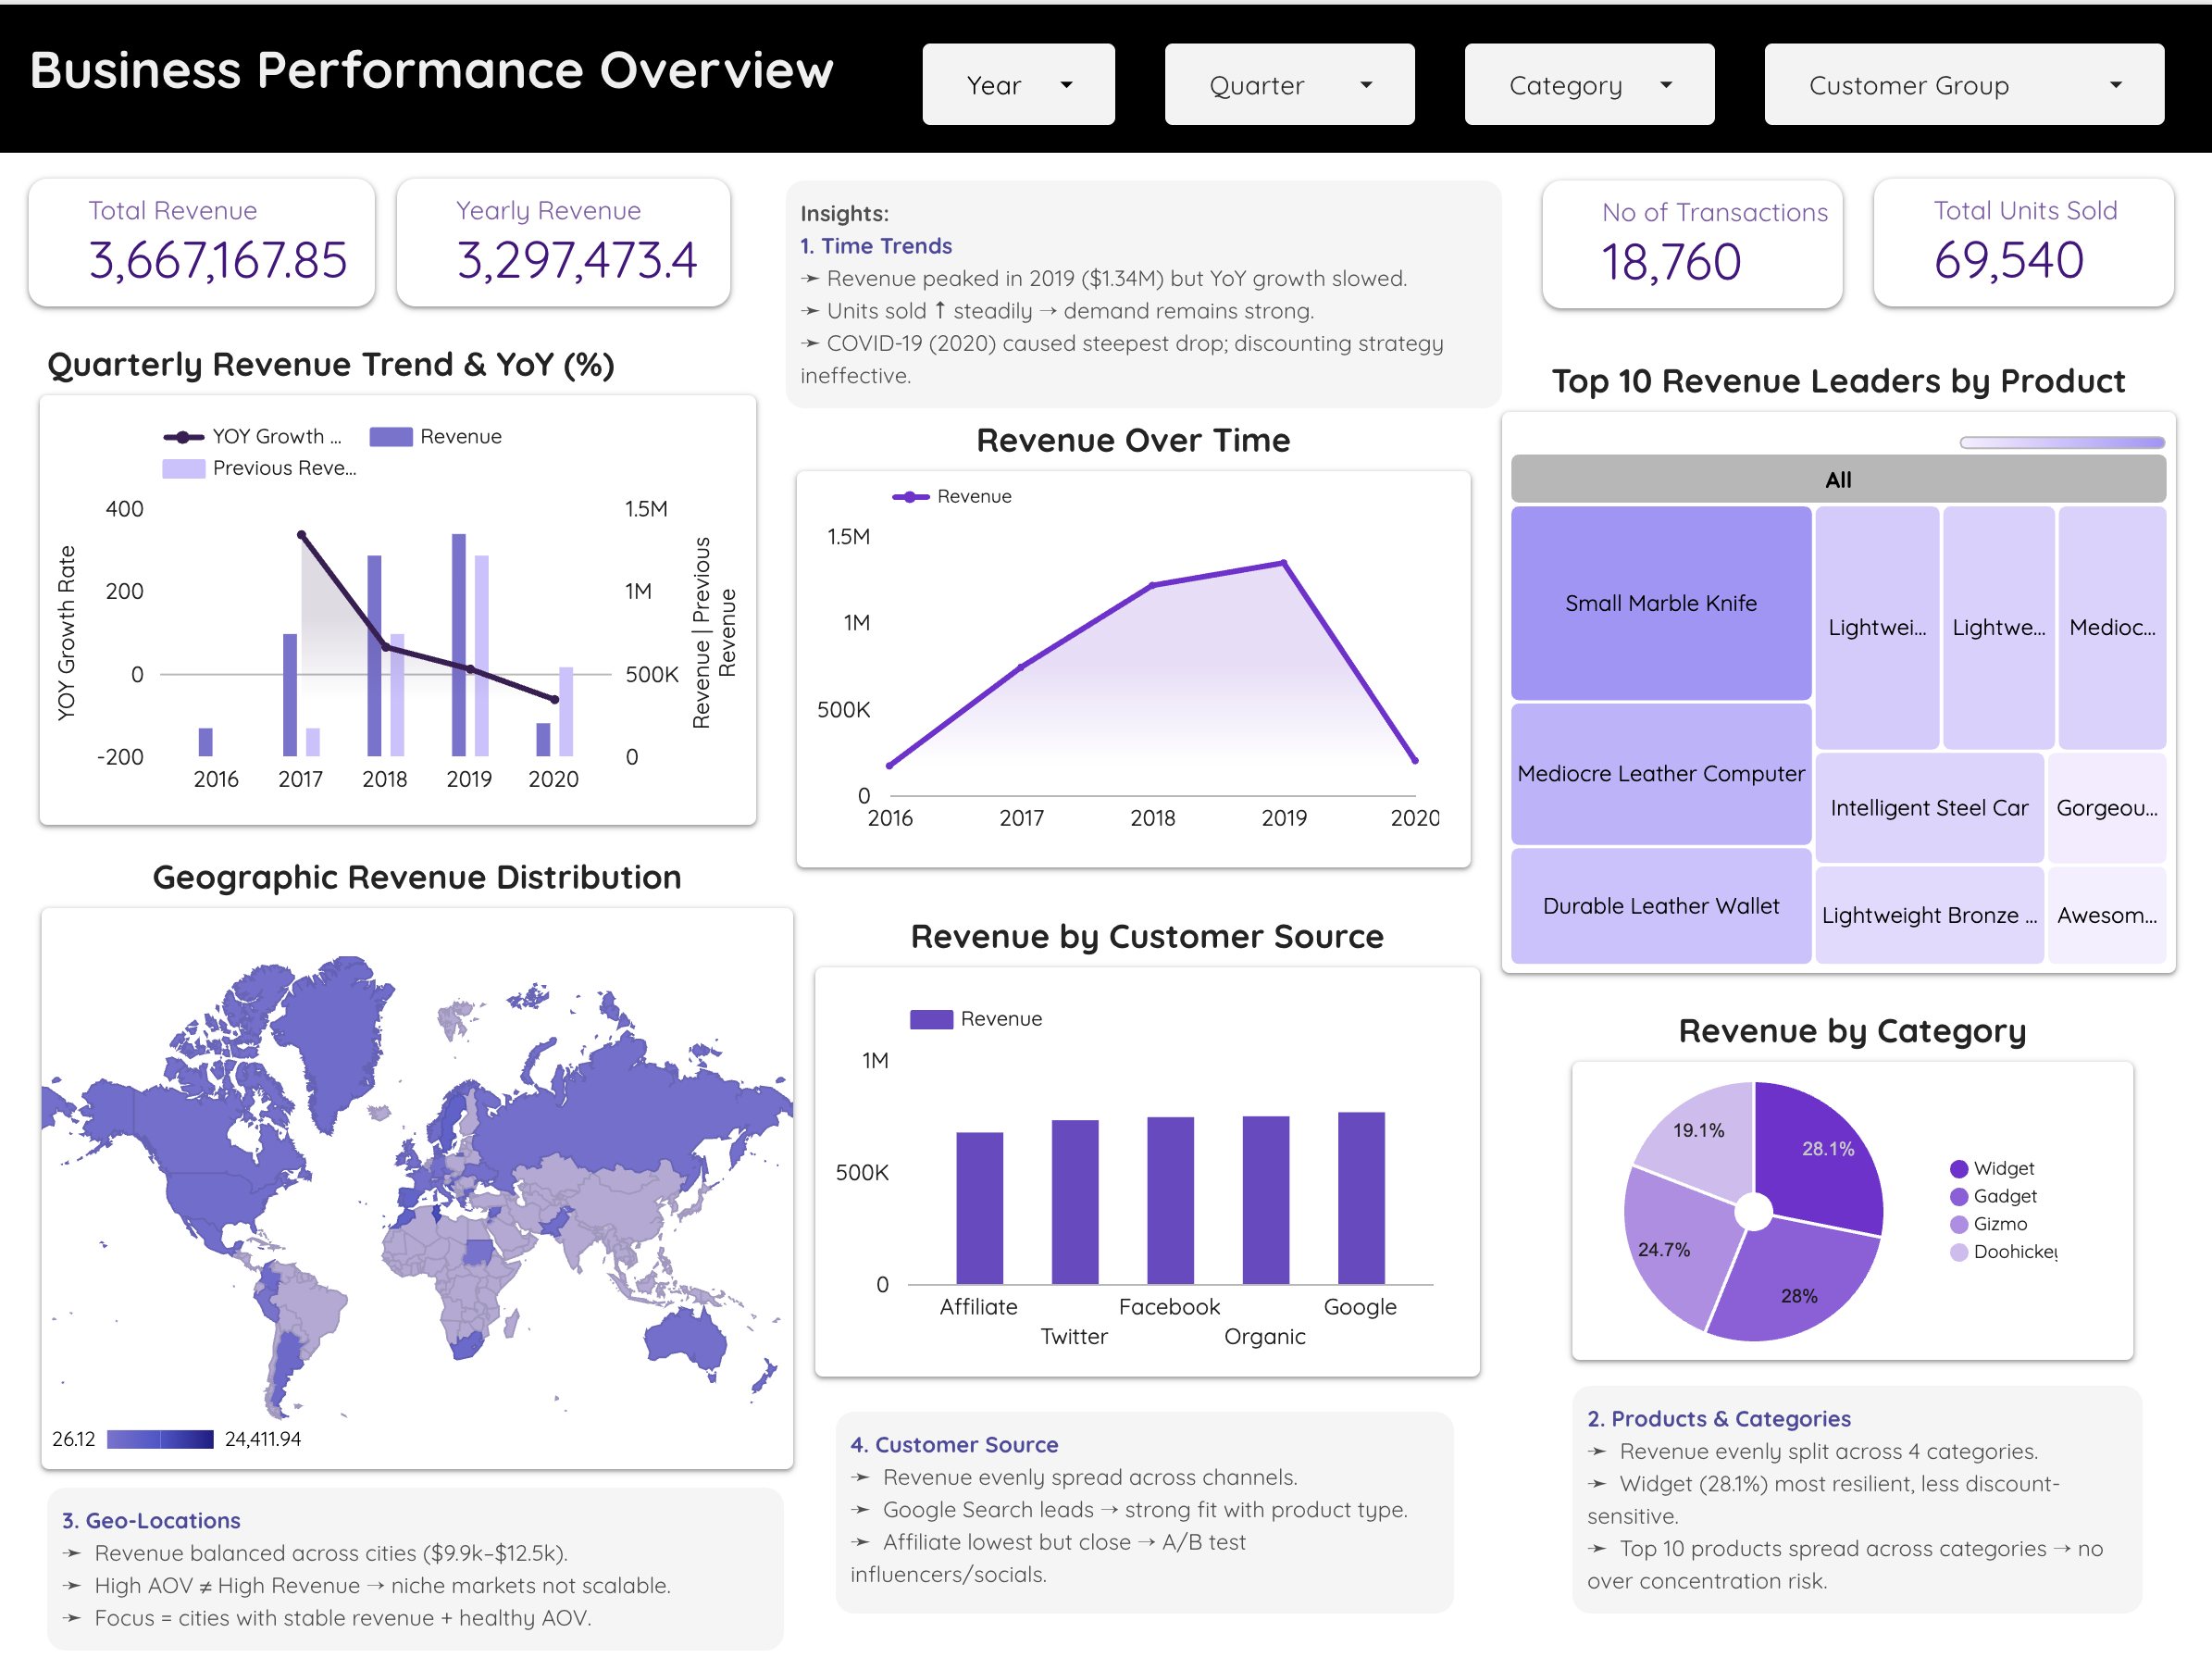 Business Performance Overview
Year
Quarter
Category
Customer Group
Total Revenue
3,667,167.85
Yearly Revenue
3,297,473.4
Insights:
1. Time Trends
➛ Revenue peaked in 2019 ($1.34M) but YoY growth slowed.
➛ Units sold ↑ steadily → demand remains strong.
➛ COVID-19 (2020) caused steepest drop; discounting strategy
ineffective.
No of Transactions
18,760
Total Units Sold
69,540
Quarterly Revenue Trend & YoY (%)
YOY Growth ...
Revenue
Previous Reve...
400
200
0
-200
YOY Growth Rate
1.5M
1M
500K
0
Revenue | Previous
Revenue
2016
2017
2018
2019
2020
Revenue Over Time
Revenue
1.5M
1M
500K
0
2016
2017
2018
2019
2020
Top 10 Revenue Leaders by Product
All
Small Marble Knife
Lightwei...
Lightwe...
Medioc...
Mediocre Leather Computer
Intelligent Steel Car
Gorgeou...
Durable Leather Wallet
Lightweight Bronze ...
Awesom...
Geographic Revenue Distribution
26.12
24,411.94
3. Geo-Locations
➛ Revenue balanced across cities ($9.9k–$12.5k).
➛ High AOV ≠ High Revenue → niche markets not scalable.
➛ Focus = cities with stable revenue + healthy AOV.
Revenue by Customer Source
Revenue
1M
500K
0
Affiliate
Twitter
Facebook
Organic
Google
4. Customer Source
➛ Revenue evenly spread across channels.
➛ Google Search leads → strong fit with product type.
➛ Affiliate lowest but close → A/B test
influencers/socials.
Revenue by Category
28.1%
28%
24.7%
19.1%
Widget
Gadget
Gizmo
Doohickey
2. Products & Categories
➛ Revenue evenly split across 4 categories.
➛ Widget (28.1%) most resilient, less discount-
sensitive.
➛ Top 10 products spread across categories → no
over concentration risk.